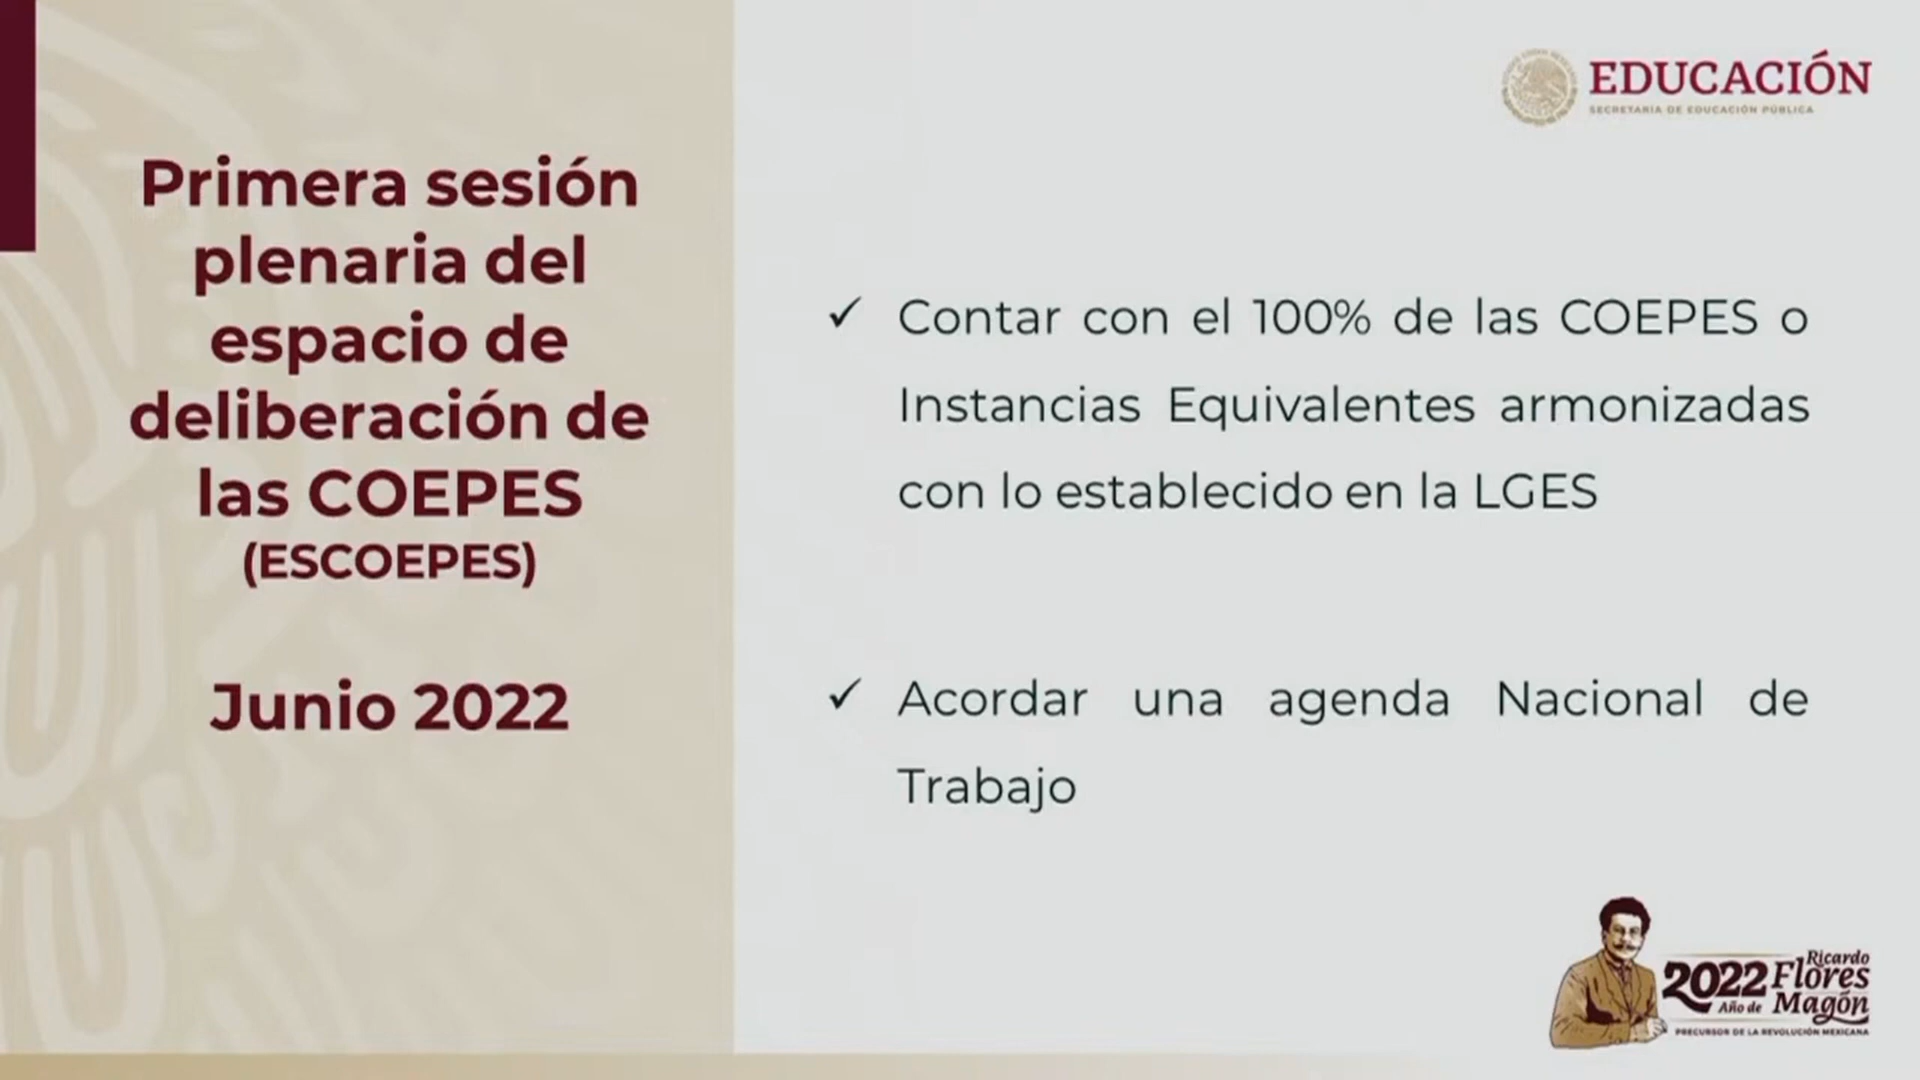 Primera sesión
plenaria del
espacio de
deliberación de
las COEPES
(ESCOEPES)
Junio 2022
EDUCACIÓN
SECRETARÍA DE EDUCACIÓN PÚBLICA
✓ Contar con el 100% de las COEPES o
Instancias Equivalentes armonizadas
con lo establecido en la LGES
✓ Acordar una agenda Nacional de
Trabajo
2022 Ricardo
Flores
Año de Magón
PRECURSOR DE LA REVOLUCIÓN MEXICANA